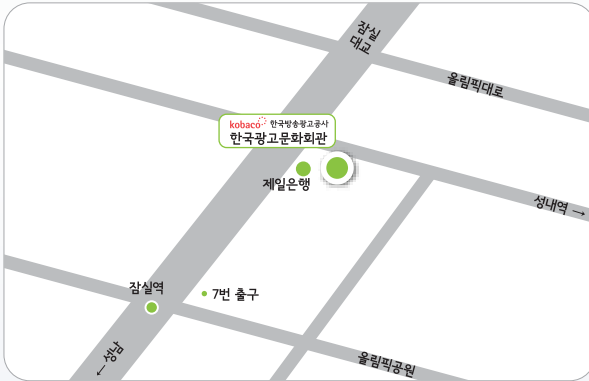 잠실
대교
올림픽대로
kobaco 한국방송광고공사
한국광고문화회관
제일은행
성내역 →
잠실역
7번 출구
← 성남
올림픽공원